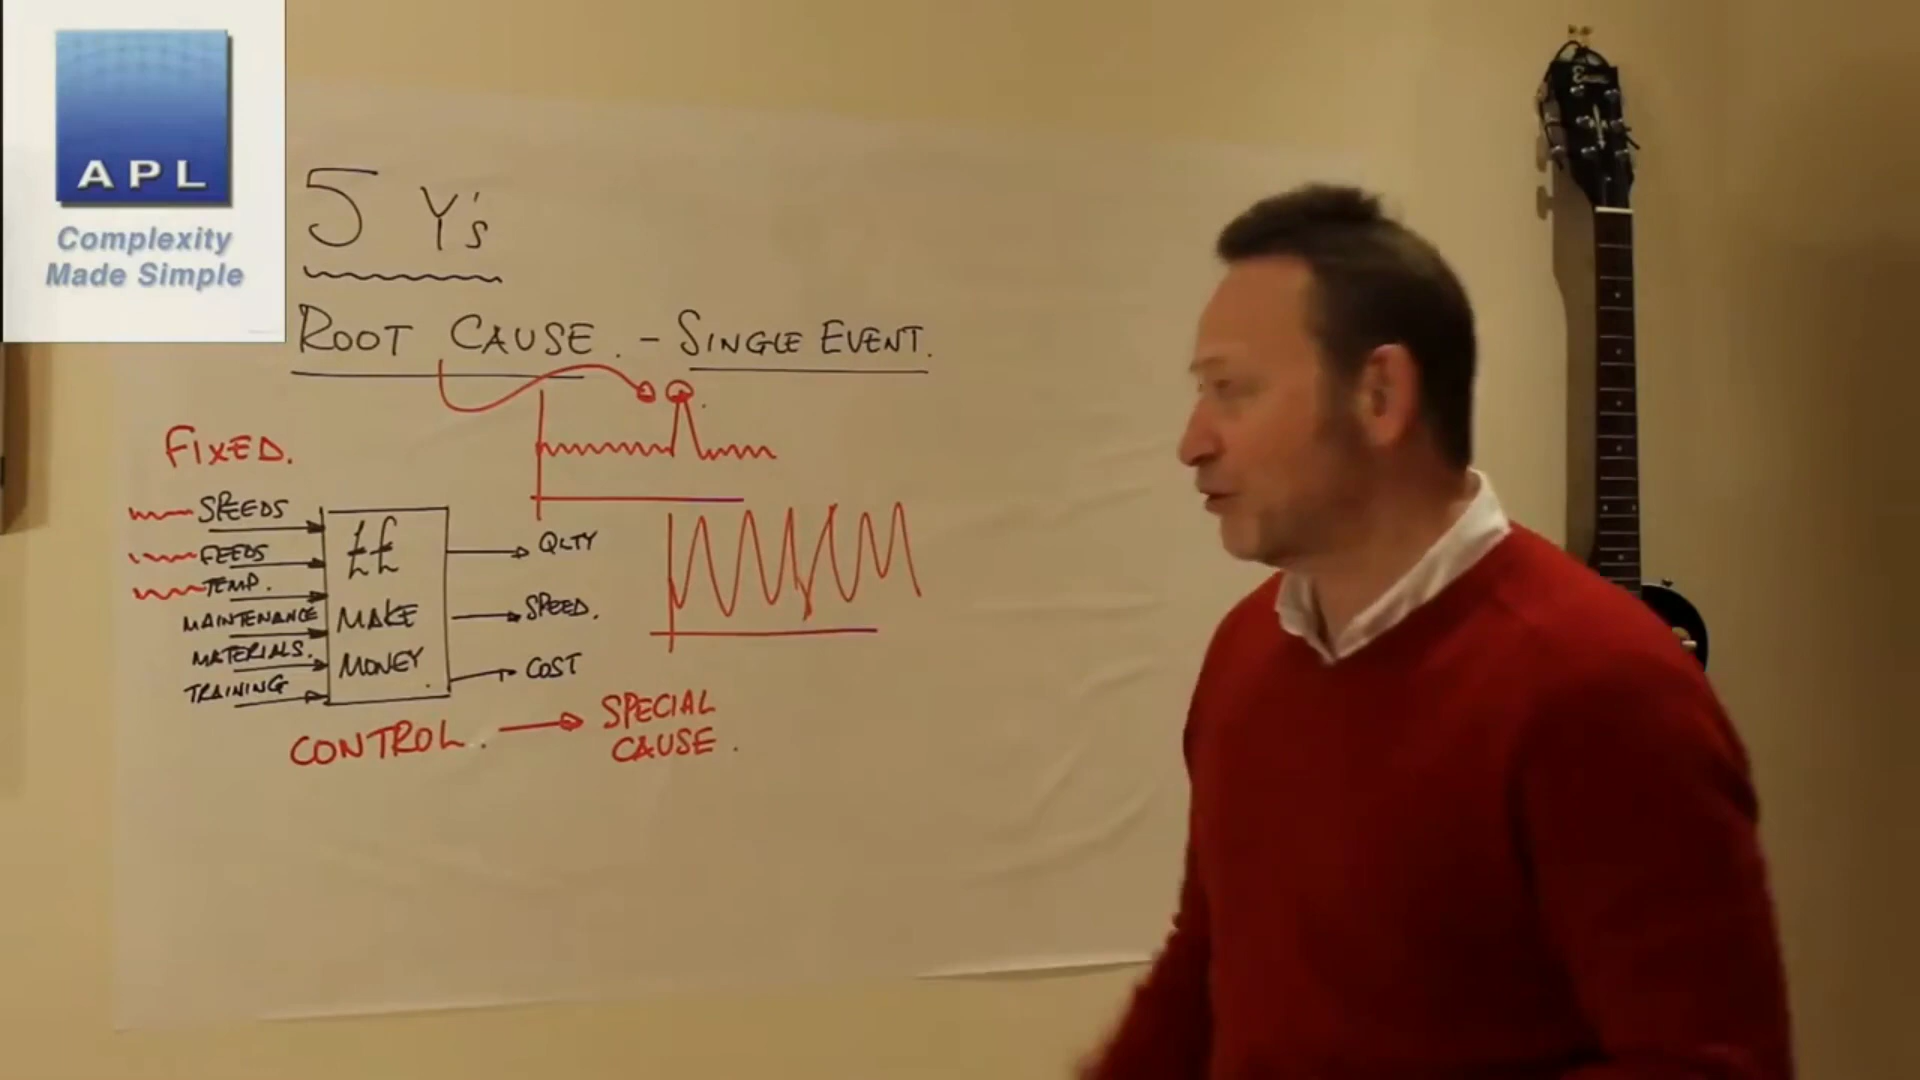 APL
Complexity
Made Simple
5 Y's
ROOT CAUSE. - SINGLE EVENT.
FIXED.
SPEEDS
FEEDS
TEMP.
MAINTENANCE
MATERIALS.
TRAINING
££
MAKE
MONEY.
QLTY
SPEED.
COST
CONTROL. → SPECIAL
CAUSE.